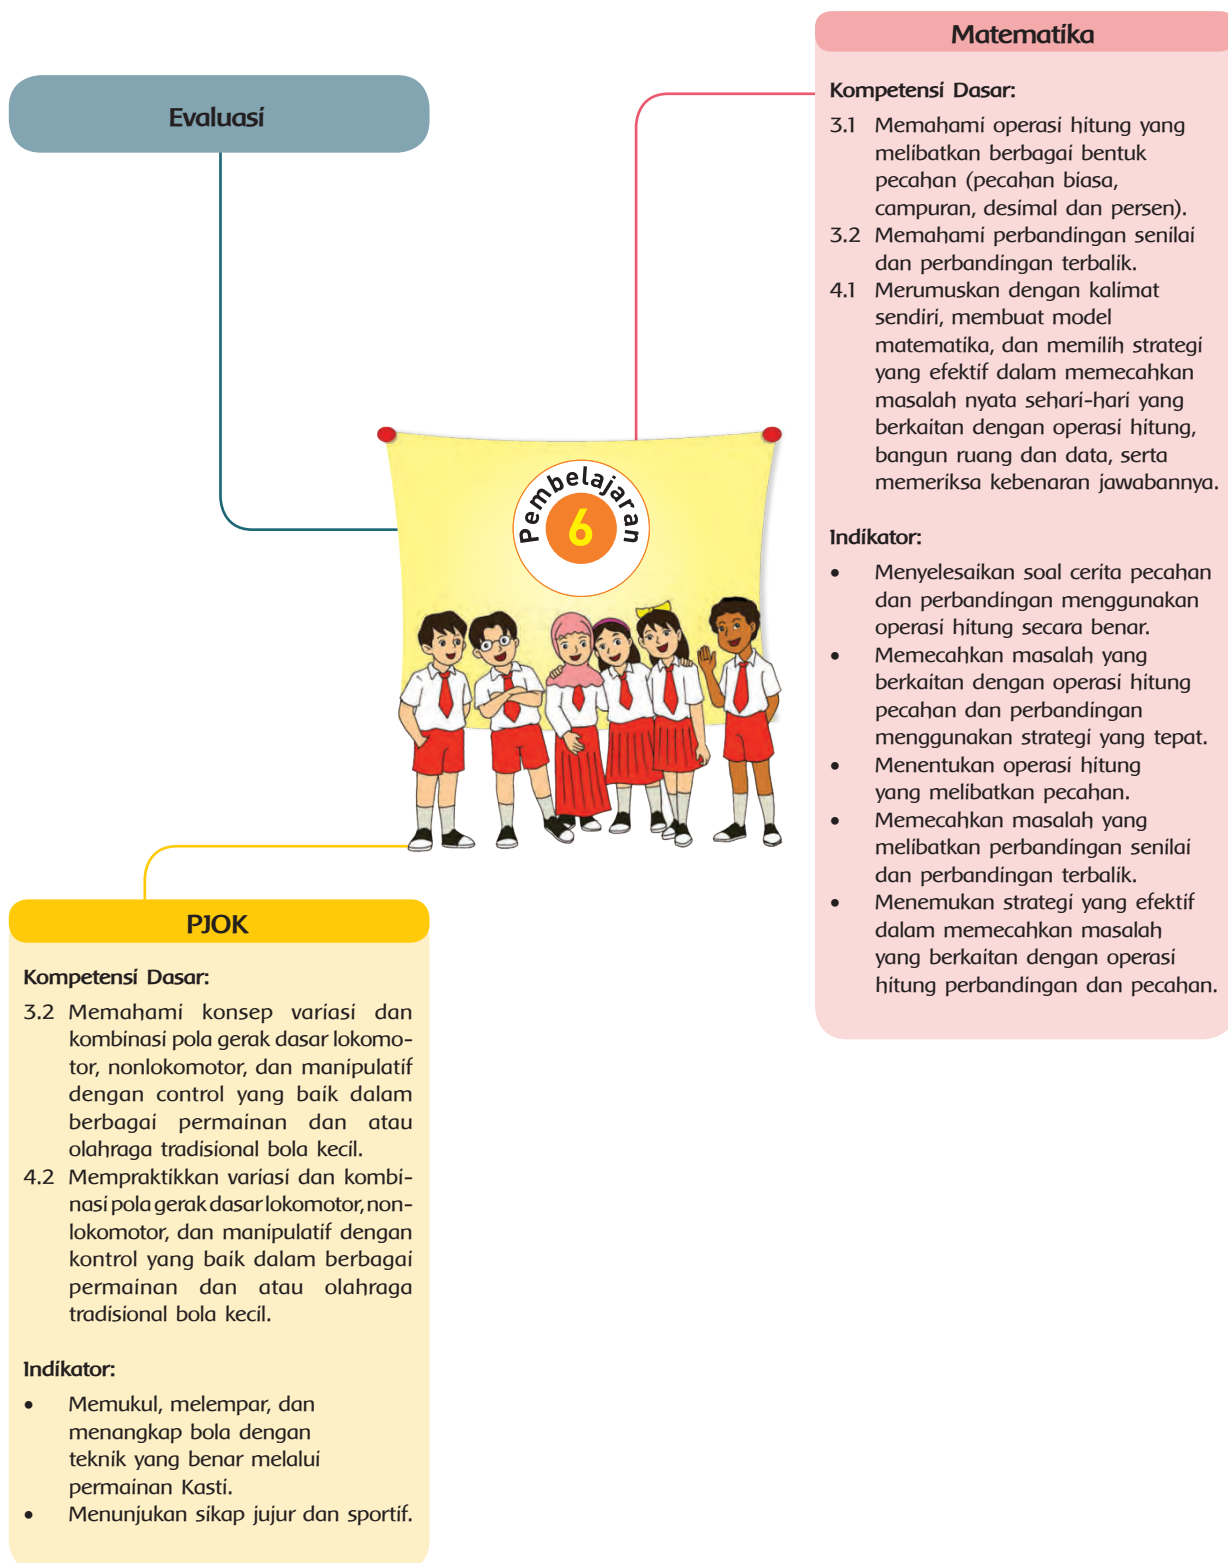 Evaluasi
Pembelajaran
6
Matematika
Kompetensi Dasar:
3.1 Memahami operasi hitung yang
melibatkan berbagai bentuk
pecahan (pecahan biasa,
campuran, desimal dan persen).
3.2 Memahami perbandingan senilai
dan perbandingan terbalik.
4.1 Merumuskan dengan kalimat
sendiri, membuat model
matematika, dan memilih strategi
yang efektif dalam memecahkan
masalah nyata sehari-hari yang
berkaitan dengan operasi hitung,
bangun ruang dan data, serta
memeriksa kebenaran jawabannya.
Indikator:
• Menyelesaikan soal cerita pecahan
dan perbandingan menggunakan
operasi hitung secara benar.
• Memecahkan masalah yang
berkaitan dengan operasi hitung
pecahan dan perbandingan
menggunakan strategi yang tepat.
• Menentukan operasi hitung
yang melibatkan pecahan.
• Memecahkan masalah yang
melibatkan perbandingan senilai
dan perbandingan terbalik.
• Menemukan strategi yang efektif
dalam memecahkan masalah
yang berkaitan dengan operasi
hitung perbandingan dan pecahan.
PJOK
Kompetensi Dasar:
3.2 Memahami konsep variasi dan
kombinasi pola gerak dasar lokomo-
tor, nonlokomotor, dan manipulatif
dengan control yang baik dalam
berbagai permainan dan atau
olahraga tradisional bola kecil.
4.2 Mempraktikkan variasi dan kombi-
nasi pola gerak dasar lokomotor, non-
lokomotor, dan manipulatif dengan
kontrol yang baik dalam berbagai
permainan dan atau olahraga
tradisional bola kecil.
Indikator:
• Memukul, melempar, dan
menangkap bola dengan
teknik yang benar melalui
permainan Kasti.
• Menunjukan sikap jujur dan sportif.